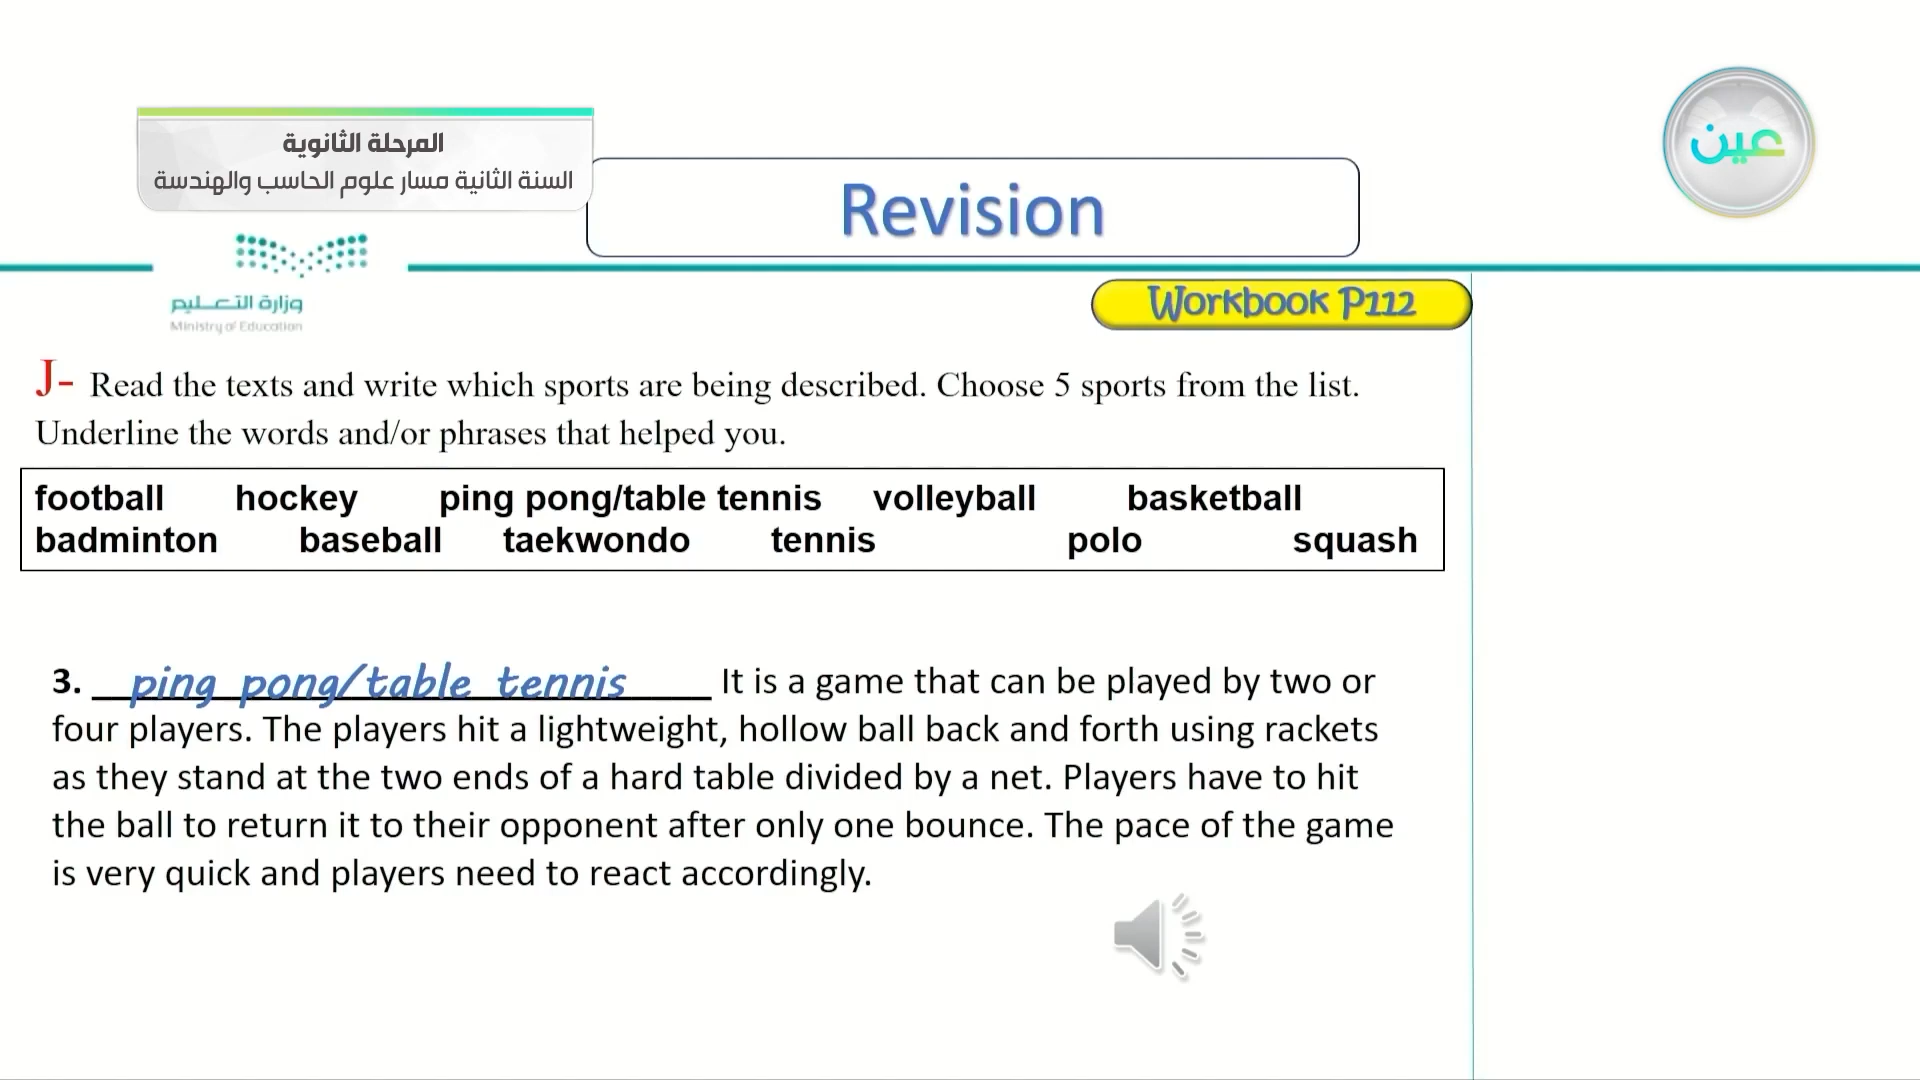 المرحلة الثانوية
السنة الثانية مسار علوم الحاسب والهندسة
عين
Revision
وزارة التعليم
Ministry of Education
Workbook P112
J- Read the texts and write which sports are being described. Choose 5 sports from the list.
Underline the words and/or phrases that helped you.
football hockey ping pong/table tennis volleyball basketball
badminton baseball taekwondo tennis polo squash
3. ping pong/table tennis It is a game that can be played by two or
four players. The players hit a lightweight, hollow ball back and forth using rackets
as they stand at the two ends of a hard table divided by a net. Players have to hit
the ball to return it to their opponent after only one bounce. The pace of the game
is very quick and players need to react accordingly.